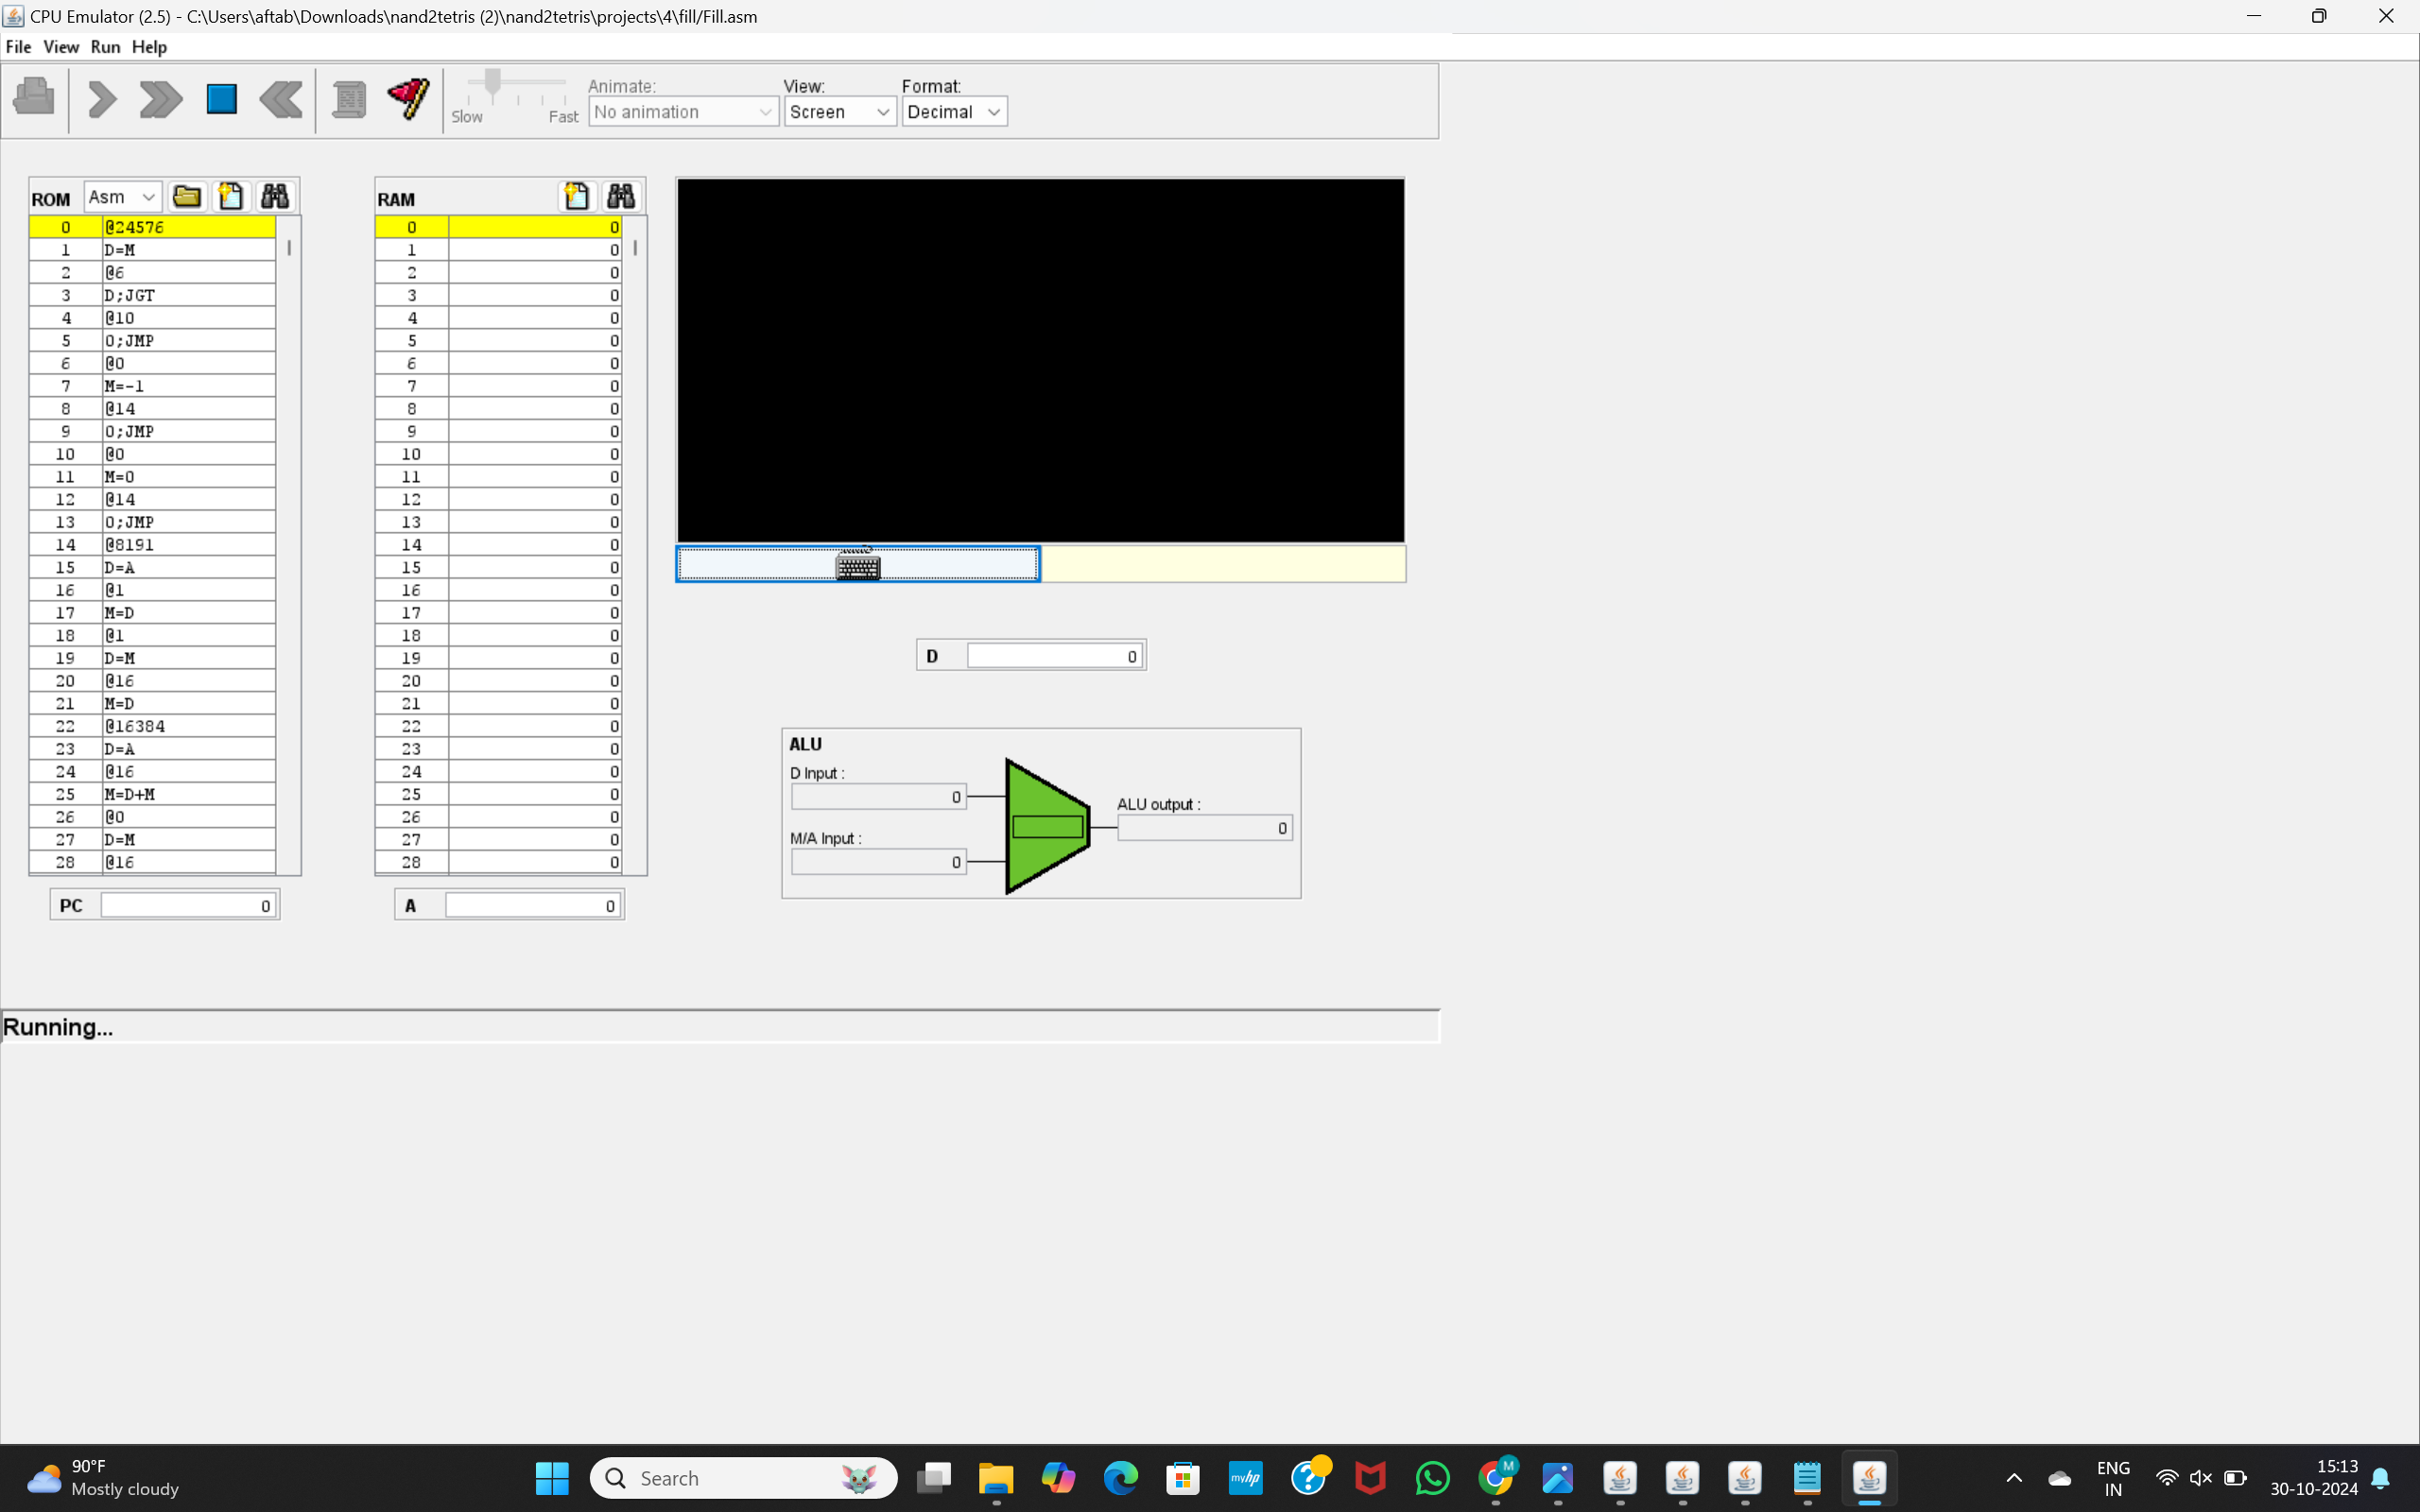 CPU Emulator (2.5) - C:\Users\aftab\Downloads\nand2tetris (2)\nand2tetris\projects\4\fill/Fill.asm
File View Run Help
Animate: View: Format:
Slow Fast No animation Screen Decimal
ROM Asm RAM
0 @24576 0 0
1 D=M 1 0
2 @6 2 0
3 D;JGT 3 0
4 @10 4 0
5 0;JMP 5 0
6 @0 6 0
7 M=-1 7 0
8 @14 8 0
9 0;JMP 9 0
10 @0 10 0
11 M=0 11 0
12 @14 12 0
13 0;JMP 13 0
14 @8191 14 0
15 D=A 15 0
16 @1 16 0
17 M=D 17 0
18 @1 18 0
19 D=M 19 0
20 @16 20 0
21 M=D 21 0
22 @16384 22 0
23 D=A 23 0
24 @16 24 0
25 M=D+M 25 0
26 @0 26 0
27 D=M 27 0
28 @16 28 0
PC 0 A 0
D 0
ALU
D Input :
0
M/A Input :
0
ALU output :
0
Running...
90°F
Mostly cloudy
Search
myhp
M
ENG
IN
15:13
30-10-2024